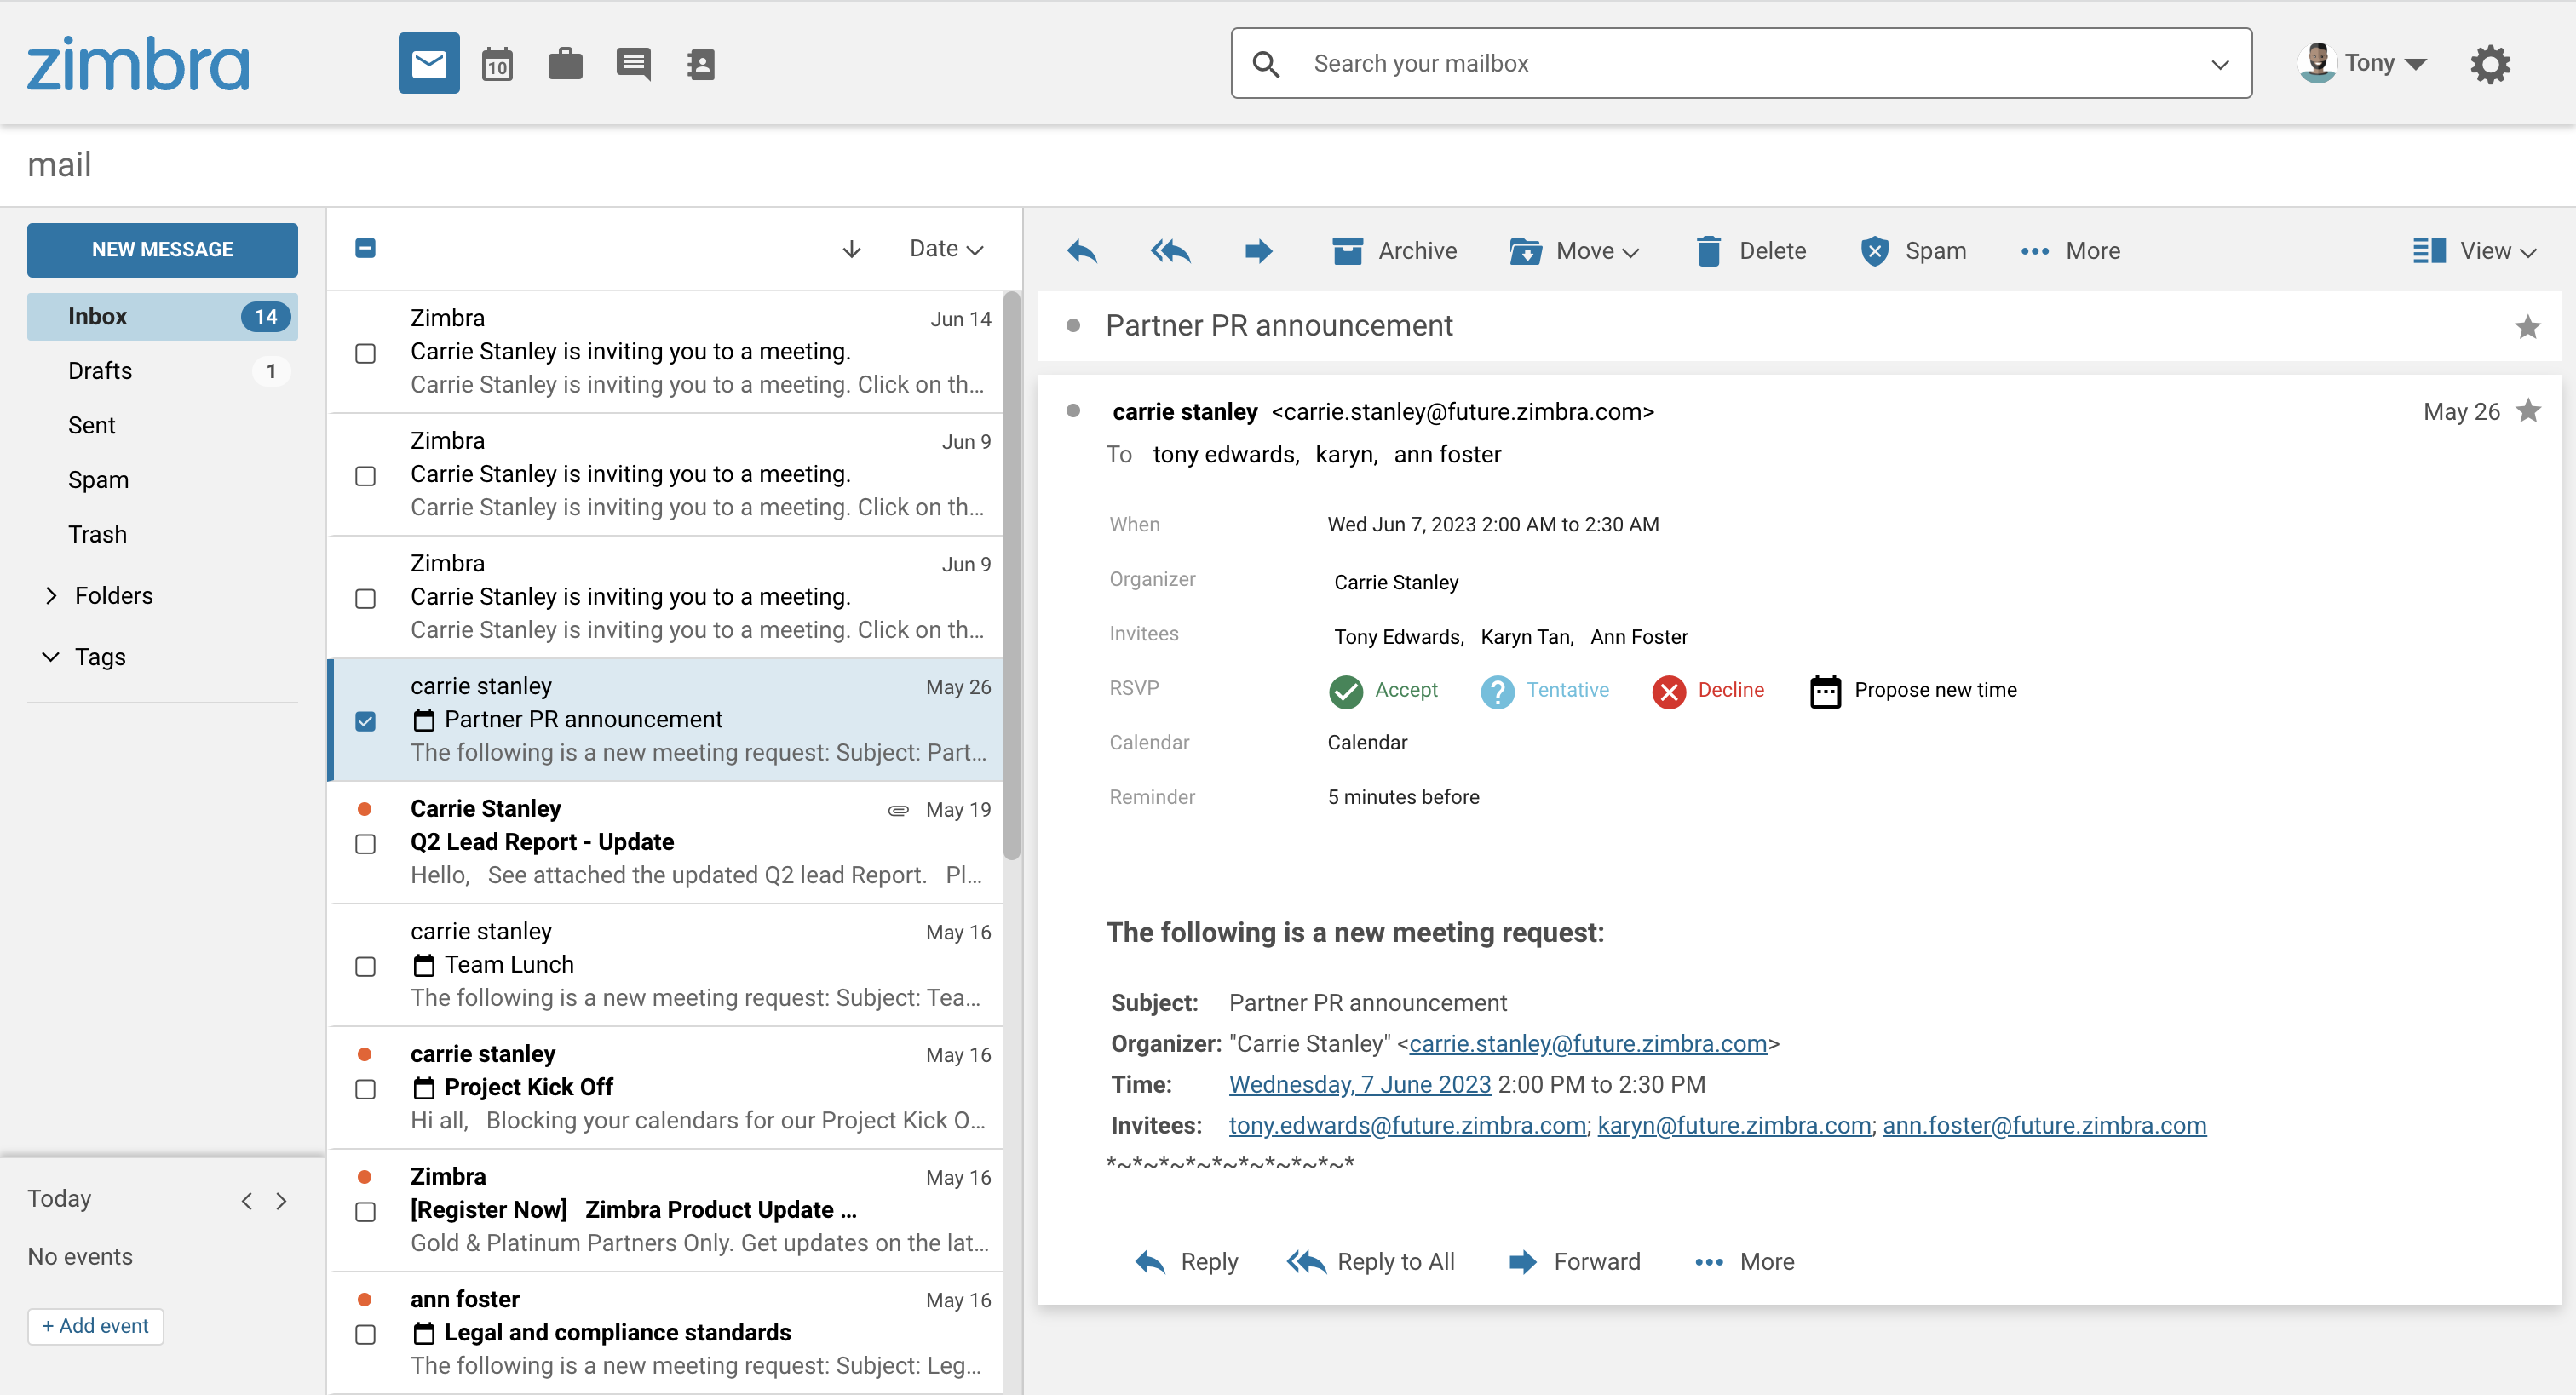 zimbra
10
Search your mailbox
Tony
mail
NEW MESSAGE
Inbox 14
Drafts 1
Sent
Spam
Trash
Folders
Tags
Today
No events
+ Add event
Date
Zimbra Jun 14
Carrie Stanley is inviting you to a meeting.
Carrie Stanley is inviting you to a meeting. Click on th...
Zimbra Jun 9
Carrie Stanley is inviting you to a meeting.
Carrie Stanley is inviting you to a meeting. Click on th...
Zimbra Jun 9
Carrie Stanley is inviting you to a meeting.
Carrie Stanley is inviting you to a meeting. Click on th...
carrie stanley May 26
Partner PR announcement
The following is a new meeting request: Subject: Part...
Carrie Stanley May 19
Q2 Lead Report - Update
Hello, See attached the updated Q2 lead Report. Pl...
carrie stanley May 16
Team Lunch
The following is a new meeting request: Subject: Tea...
carrie stanley May 16
Project Kick Off
Hi all, Blocking your calendars for our Project Kick O...
Zimbra May 16
[Register Now] Zimbra Product Update ...
Gold & Platinum Partners Only. Get updates on the lat...
ann foster May 16
Legal and compliance standards
The following is a new meeting request: Subject: Leg...
Archive Move Delete Spam More View
Partner PR announcement
carrie stanley <carrie.stanley@future.zimbra.com> May 26
To tony edwards, karyn, ann foster
When Wed Jun 7, 2023 2:00 AM to 2:30 AM
Organizer Carrie Stanley
Invitees Tony Edwards, Karyn Tan, Ann Foster
RSVP Accept Tentative Decline Propose new time
Calendar Calendar
Reminder 5 minutes before
The following is a new meeting request:
Subject: Partner PR announcement
Organizer: "Carrie Stanley" <carrie.stanley@future.zimbra.com>
Time: Wednesday, 7 June 2023 2:00 PM to 2:30 PM
Invitees: tony.edwards@future.zimbra.com; karyn@future.zimbra.com; ann.foster@future.zimbra.com
*~*~*~*~*~*~*~*~*~*
Reply Reply to All Forward More